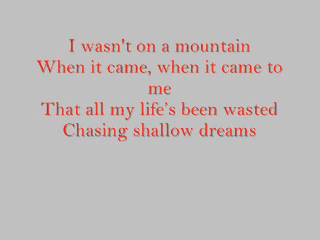 I wasn't on a mountain
When it came, when it came to
me
That all my life's been wasted
Chasing shallow dreams